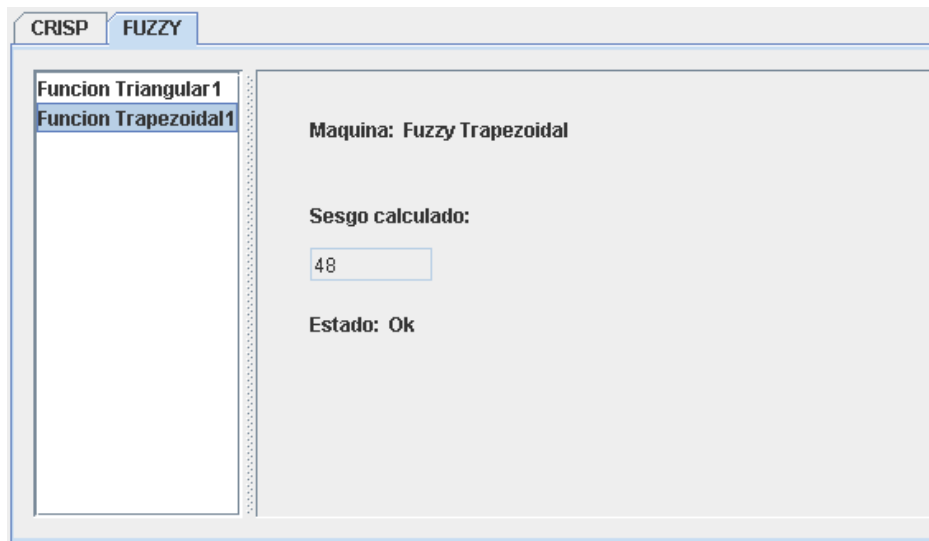 CRISP FUZZY
Funcion Triangular1
Funcion Trapezoidal1
Maquina: Fuzzy Trapezoidal
Sesgo calculado:
48
Estado: Ok